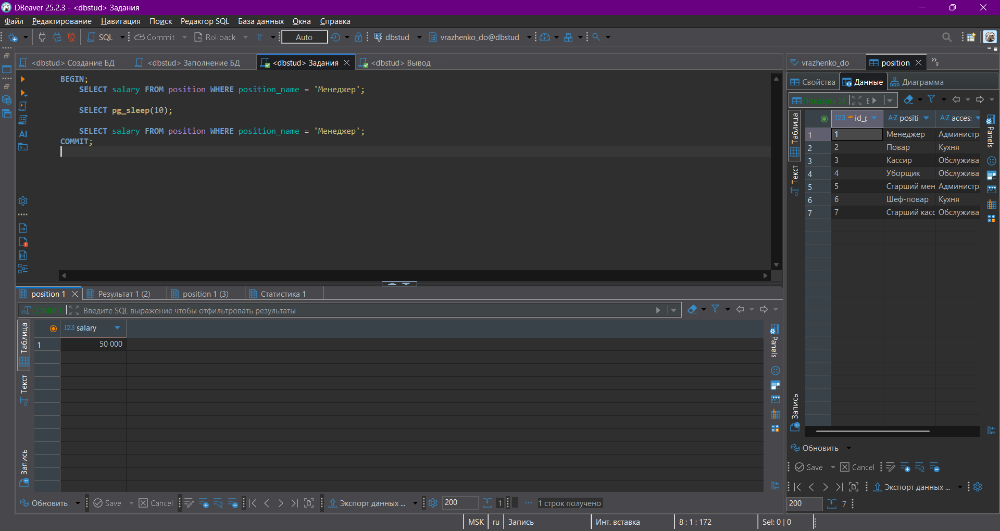 DBeaver 25.2.3 - <dbstud> Задания
Файл Редактирование Навигация Поиск Редактор SQL База данных Окна Справка
SQL Commit Rollback T Auto dbstud vrazhenko_do@dbstud
<dbstud> Создание БД <dbstud> Заполнение БД <dbstud> Задания <dbstud> Вывод
BEGIN;
SELECT salary FROM position WHERE position_name = 'Менеджер';
SELECT pg_sleep(10);
SELECT salary FROM position WHERE position_name = 'Менеджер';
COMMIT;
AI
position 1 Результат 1 (2) position 1 (3) Статистика 1
COMMIT Введите SQL выражение чтобы отфильтровать результаты
Таблица
Текст
Запись
123 salary
1 50 000
Panels
Обновить Save Cancel Экспорт данных ... 200 1 ... 1 строк получено
vrazhenko_do position »9
Свойства Данные Диаграмма
Показать SQ E
Таблица
Текст
Запись
123 id_p A-Z positi A-Z access
1 1 Менеджер Администр
2 2 Повар Кухня
3 3 Кассир Обслужива
4 4 Уборщик Обслужива
5 5 Старший мен Администр
6 6 Шеф-повар Кухня
7 7 Старший касс Обслужива
Panels
Обновить
Save Cancel
Экспорт данных ...
200 7
MSK ru Запись Инт. вставка 8 : 1 : 172 Sel: 0 | 0